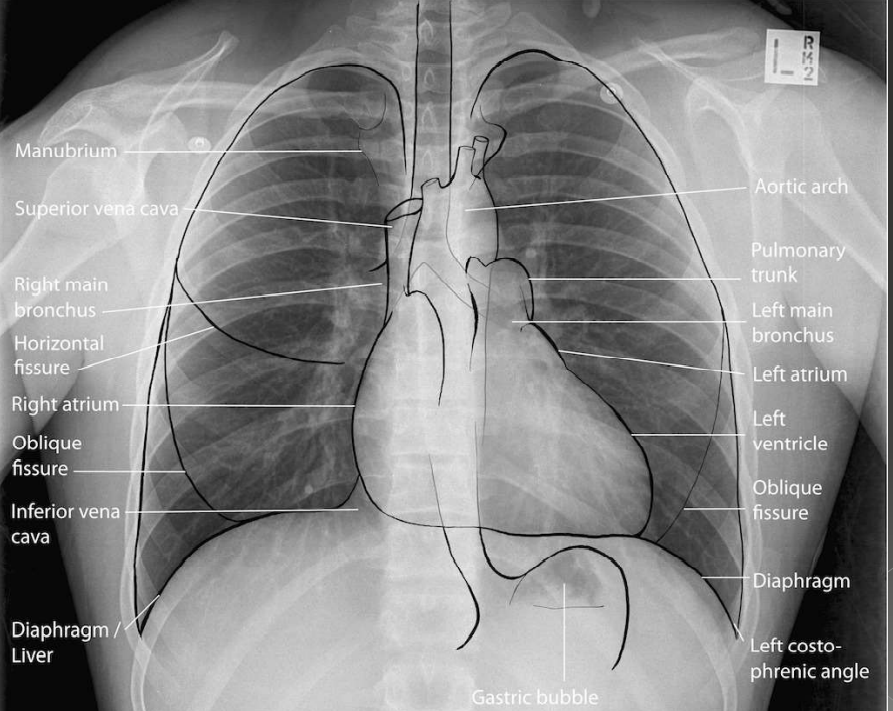 L
RM2
Manubrium
Superior vena cava
Right main
bronchus
Horizontal
fissure
Right atrium
Oblique
fissure
Inferior vena
cava
Diaphragm /
Liver
Aortic arch
Pulmonary
trunk
Left main
bronchus
Left atrium
Left
ventricle
Oblique
fissure
Diaphragm
Left costo-
phrenic angle
Gastric bubble